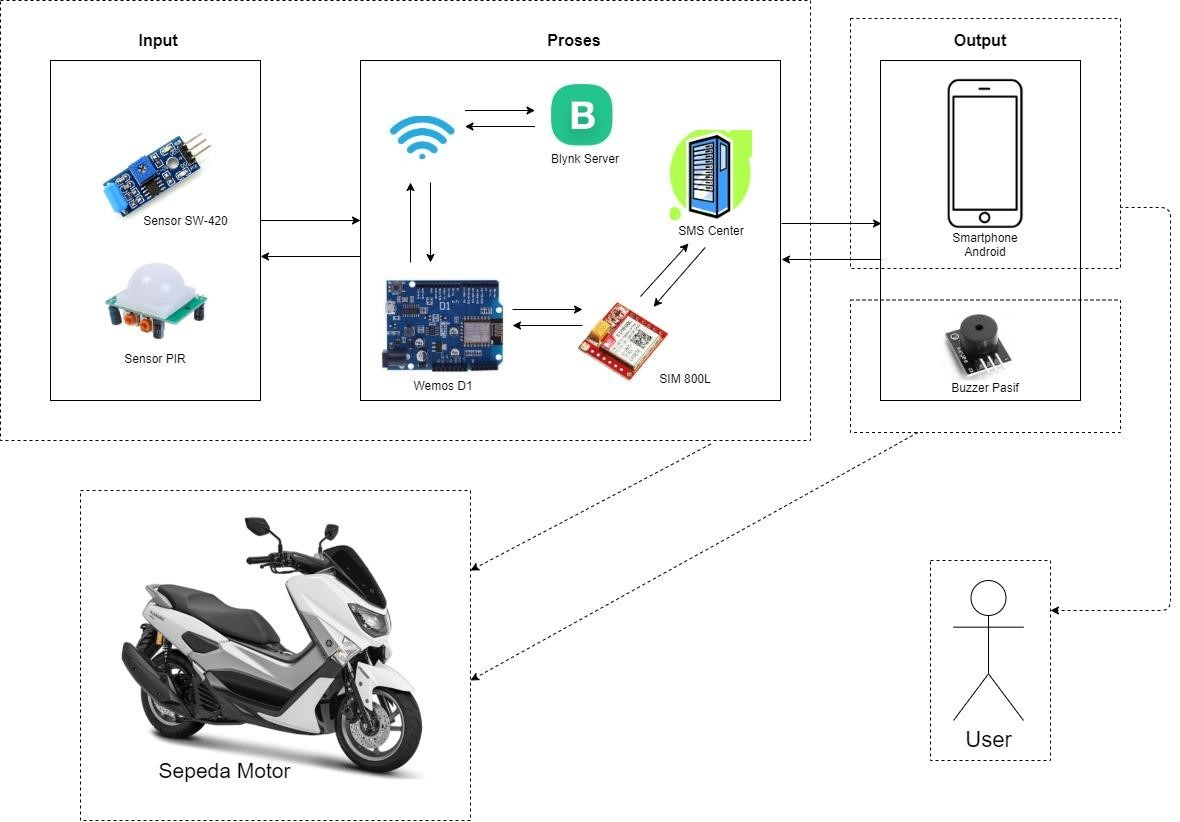 Input
Proses
Output
B
Blynk Server
Sensor SW-420
SMS Center
Smartphone
Android
Sensor PIR
D1
Wemos D1
SIM 800L
Buzzer Pasif
Sepeda Motor
User